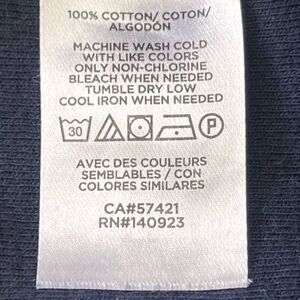 100% COTTON/ COTON/
ALGODÓN
MACHINE WASH COLD
WITH LIKE COLORS
ONLY NON-CHLORINE
BLEACH WHEN NEEDED
TUMBLE DRY LOW
COOL IRON WHEN NEEDED
30 P
AVEC DES COULEURS
SEMBLABLES / CON
COLORES SIMILARES
CA#57421
RN#140923